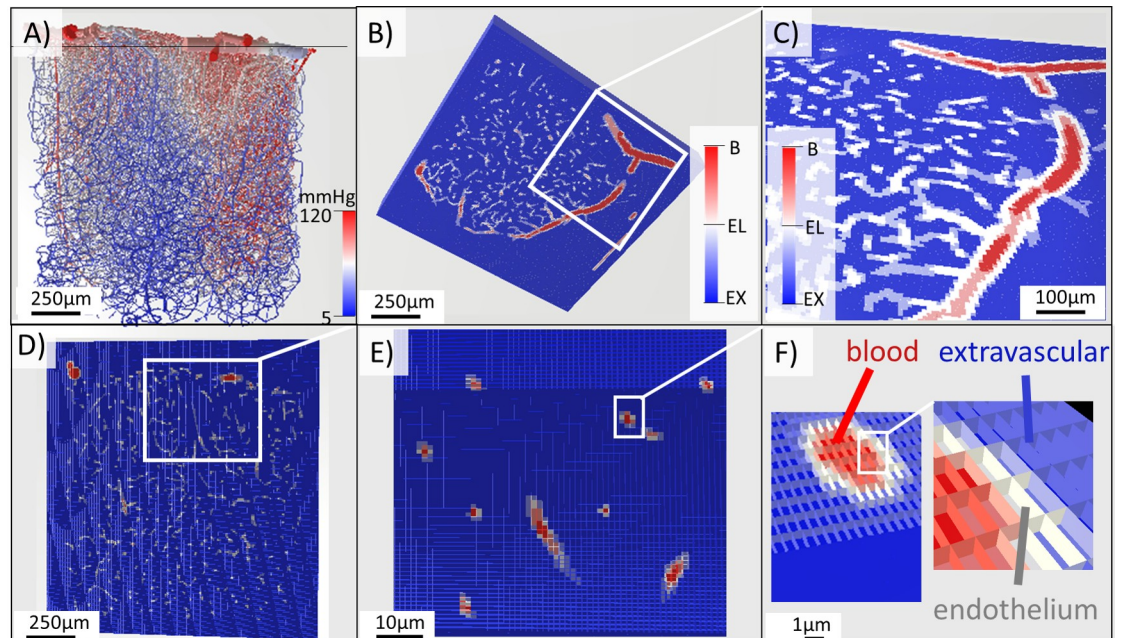 A)
mmHg
120
5
250µm
B)
B
EL
EX
250µm
C)
B
EL
EX
100µm
D)
250µm
E)
10µm
F)
blood
extravascular
endothelium
1µm